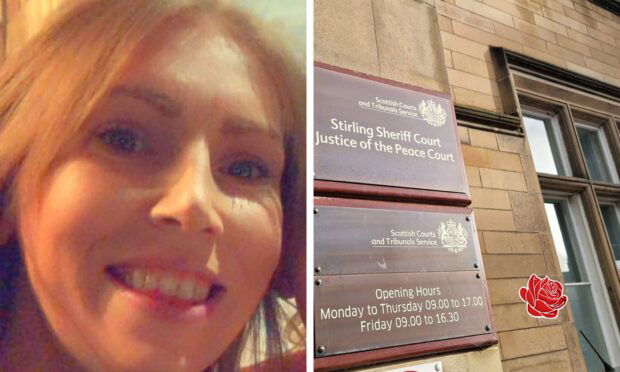 Scottish Courts
and Tribunals Service
Stirling Sheriff Court
Justice of the Peace Court
Scottish Courts
and Tribunals Service
Opening Hours
Monday to Thursday 09.00 to 17.00
Friday 09.00 to 16.30